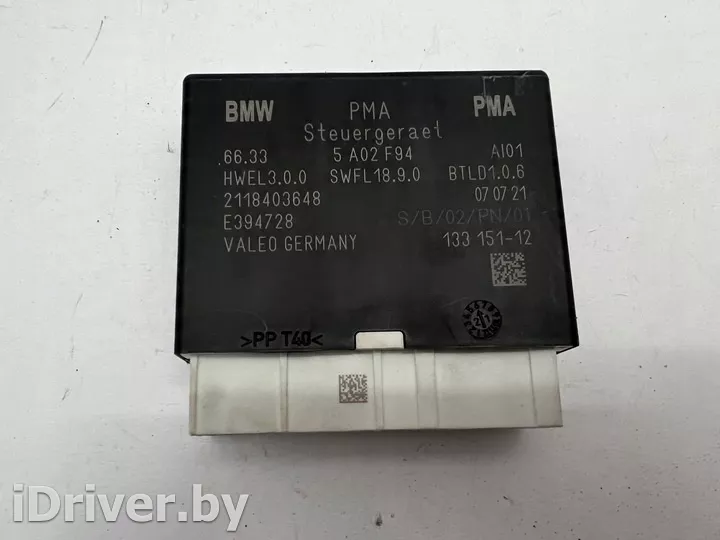 BMW PMA PMA
Steuergeraet
66.33 5 A02 F94 AI01
HWEL3.0.0 SWFL18.9.0 BTLD1.0.6
2118403648 07 07 21
E394728 S/B/02/PN/01
VALEO GERMANY 133 151-12
>PP T40<
21
iDriver.by